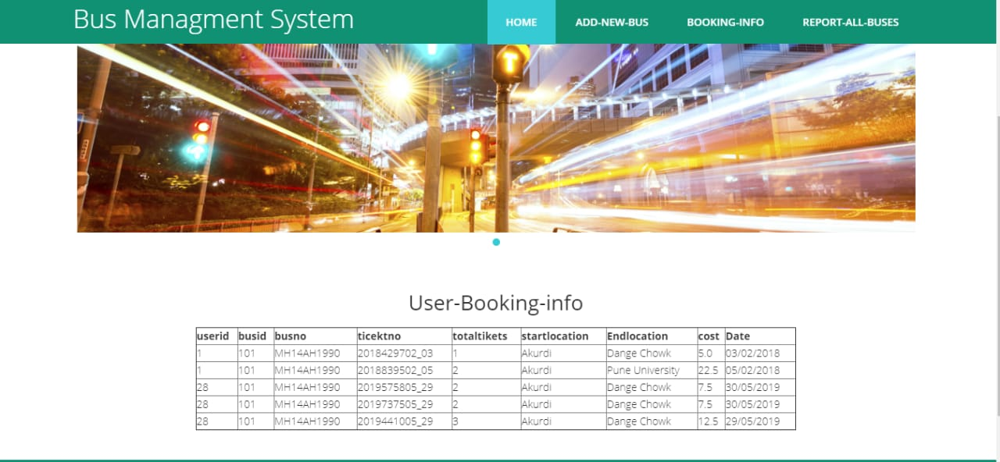 Bus Managment System HOME ADD-NEW-BUS BOOKING-INFO REPORT-ALL-BUSES
T
User-Booking-info
userid busid busno ticektno totaltikets startlocation Endlocation cost Date
1 101 MH14AH1990 2018429702_03 1 Akurdi Dange Chowk 5.0 03/02/2018
1 101 MH14AH1990 2018839502_05 2 Akurdi Pune University 22.5 05/02/2018
28 101 MH14AH1990 2019575805_29 2 Akurdi Dange Chowk 7.5 30/05/2019
28 101 MH14AH1990 2019737505_29 2 Akurdi Dange Chowk 7.5 30/05/2019
28 101 MH14AH1990 2019441005_29 3 Akurdi Dange Chowk 12.5 29/05/2019